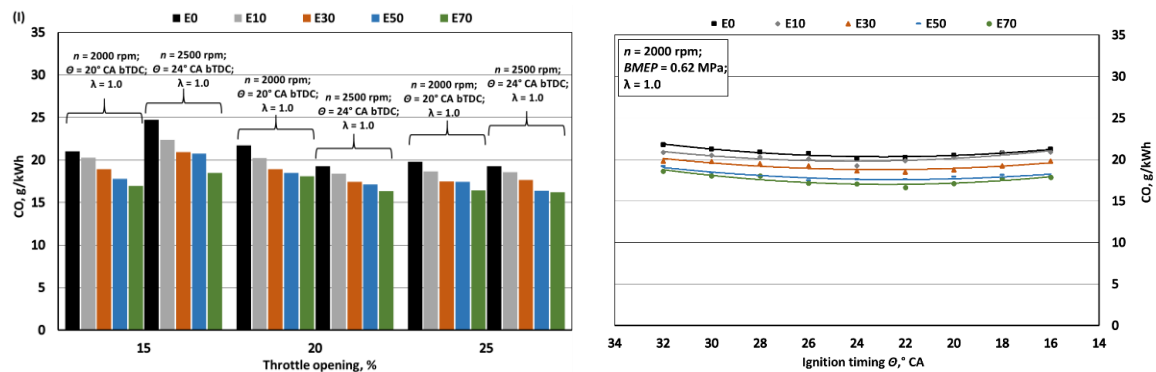 (I)
E0 E10 E30 E50 E70
CO, g/kWh
35
30
25
20
15
10
5
0
n = 2000 rpm;
Θ = 20° CA bTDC;
λ = 1.0
n = 2500 rpm;
Θ = 24° CA bTDC;
λ = 1.0
n = 2000 rpm;
Θ = 20° CA bTDC;
λ = 1.0
n = 2500 rpm;
Θ = 24° CA bTDC;
λ = 1.0
n = 2000 rpm;
Θ = 20° CA bTDC;
λ = 1.0
n = 2500 rpm;
Θ = 24° CA bTDC;
λ = 1.0
15 20 25
Throttle opening, %
E0 E10 E30 E50 E70
n = 2000 rpm;
BMEP = 0.62 MPa;
λ = 1.0
35
30
25
20
15
10
5
0
CO, g/kWh
34 32 30 28 26 24 22 20 18 16 14
Ignition timing Θ,° CA